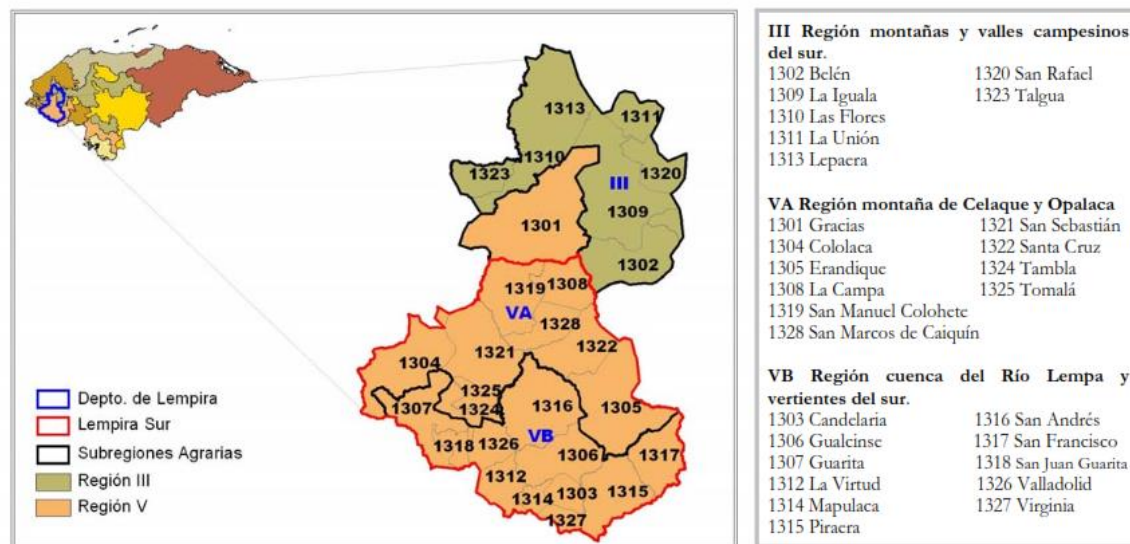 1313
1311
1310
1323
1320
III
1309
1301
1302
1319
1308
VA
1328
1322
1321
1304
1325
1307
1324
1316
1305
VB
1318
1326
1306
1317
1312
1314
1303
1315
1327
Depto. de Lempira
Lempira Sur
Subregiones Agrarias
Región III
Región V
III Región montañas y valles campesinos
del sur.
1302 Belén 1320 San Rafael
1309 La Iguala 1323 Talgua
1310 Las Flores
1311 La Unión
1313 Lepaera
VA Región montaña de Celaque y Opalaca
1301 Gracias 1321 San Sebastián
1304 Cololaca 1322 Santa Cruz
1305 Erandique 1324 Tambla
1308 La Campa 1325 Tomalá
1319 San Manuel Colohete
1328 San Marcos de Caiquín
VB Región cuenca del Río Lempa y
vertientes del sur.
1303 Candelaria 1316 San Andrés
1306 Gualcinse 1317 San Francisco
1307 Guarita 1318 San Juan Guarita
1312 La Virtud 1326 Valladolid
1314 Mapulaca 1327 Virginia
1315 Piraera